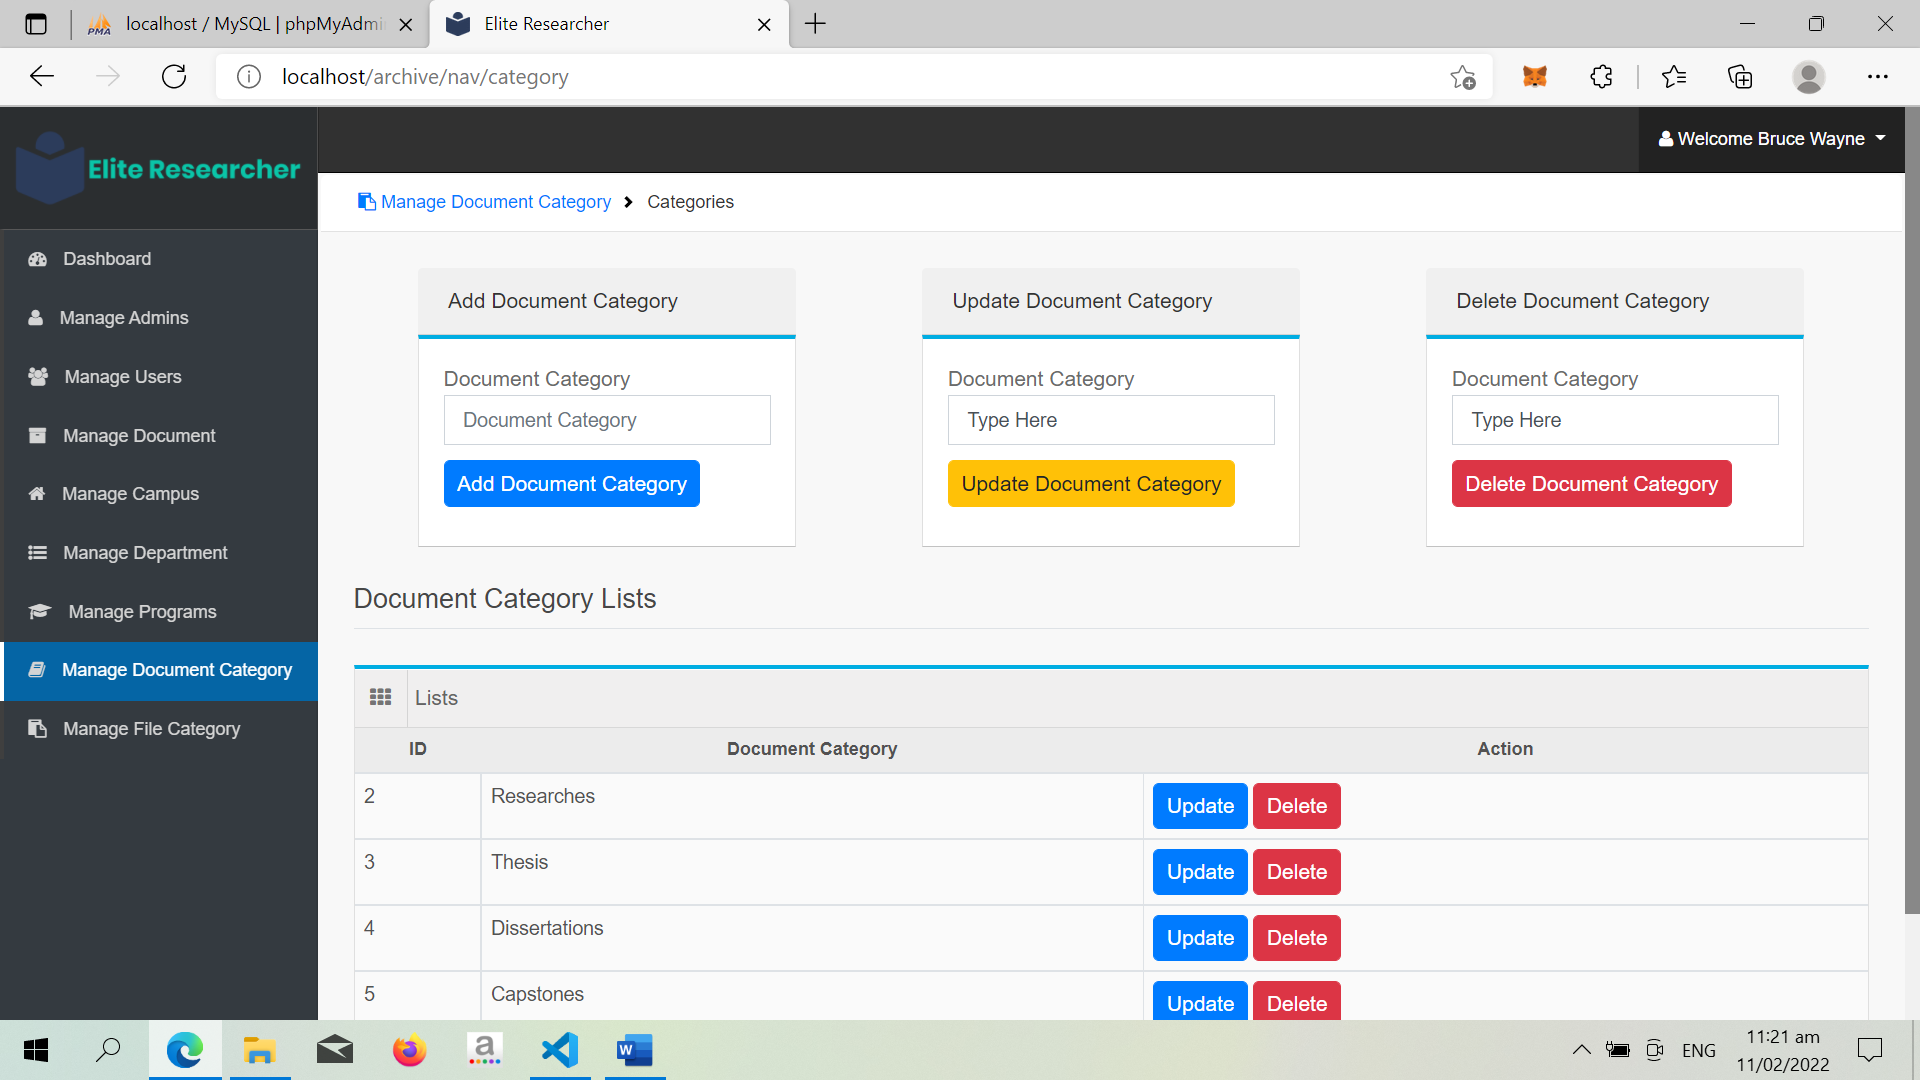 localhost / MySQL | phpMyAdmi
Elite Researcher
localhost/archive/nav/category
Elite Researcher
Welcome Bruce Wayne
Manage Document Category
Categories
Dashboard
Manage Admins
Manage Users
Manage Document
Manage Campus
Manage Department
Manage Programs
Manage Document Category
Manage File Category
Add Document Category
Document Category
Document Category
Add Document Category
Update Document Category
Document Category
Type Here
Update Document Category
Delete Document Category
Document Category
Type Here
Delete Document Category
Document Category Lists
Lists
ID Document Category Action
2 Researches Update Delete
3 Thesis Update Delete
4 Dissertations Update Delete
5 Capstones Update Delete
ENG
11:21 am
11/02/2022